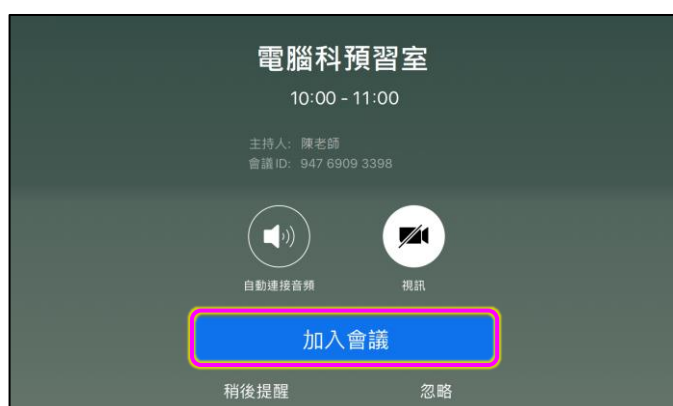 電腦科預習室
10:00 - 11:00
主持人: 陳老師
會議 ID: 947 6909 3398
自動連接音頻 視訊
加入會議
稍後提醒 忽略